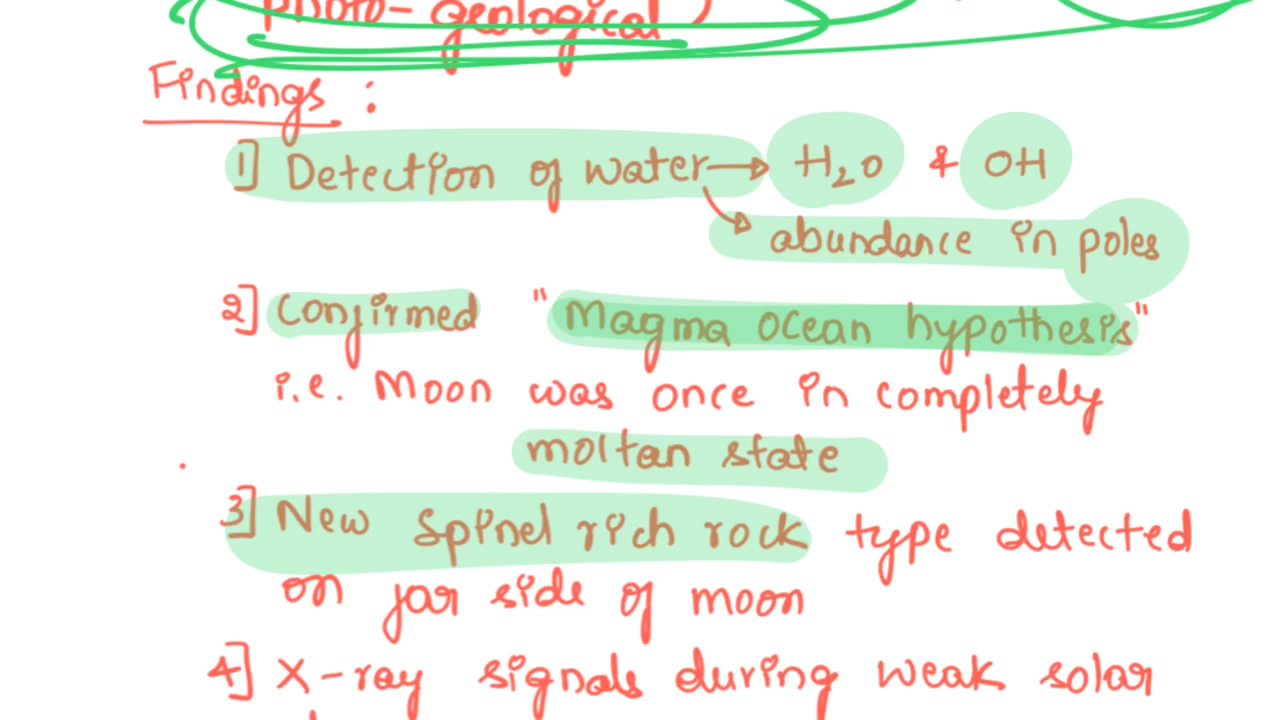 Photo-geological)
Findings :
1] Detection of water → H₂O & OH
→ abundance in poles
2] Confirmed "Magma ocean hypothesis"
i.e. Moon was once in completely
moltan state
3] New Spinel rich rock type detected
on far side of moon
4] X-ray signals during weak solar